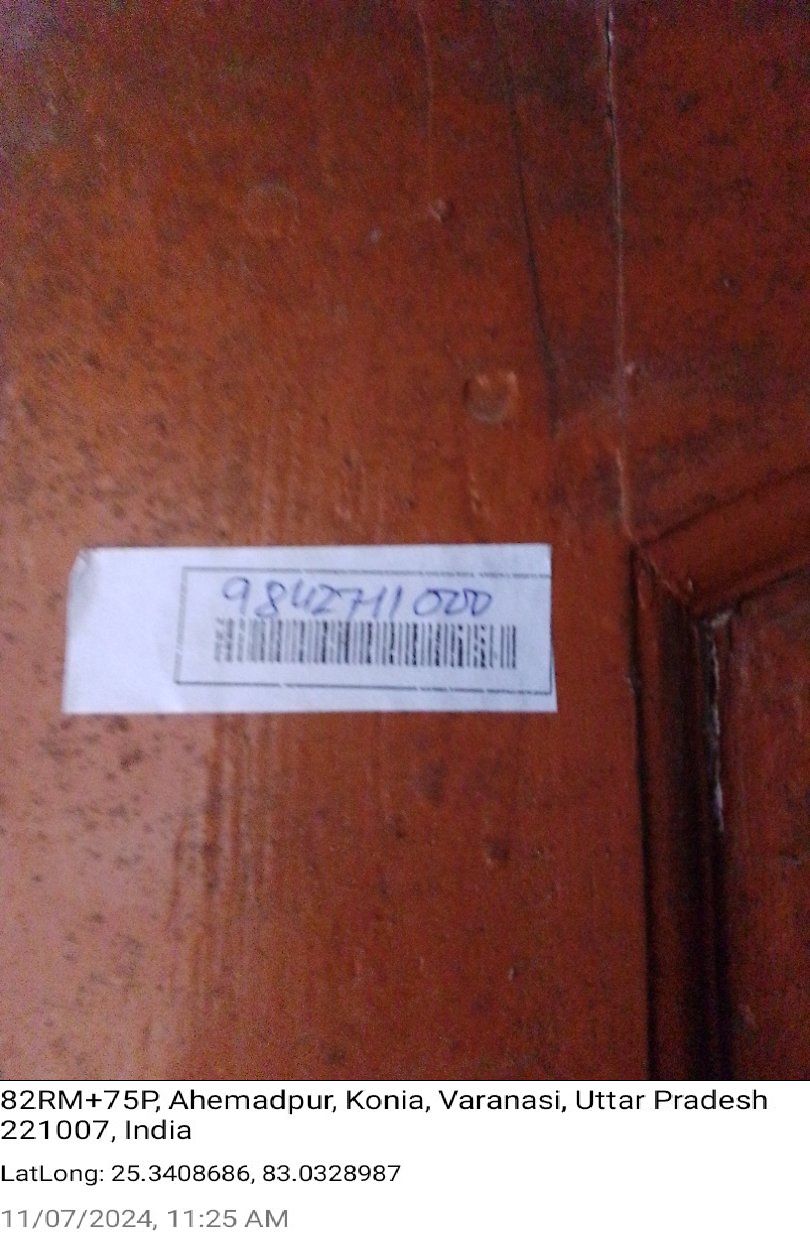 9842711000
82RM+75P, Ahemadpur, Konia, Varanasi, Uttar Pradesh
221007, India
LatLong: 25.3408686, 83.0328987
11/07/2024, 11:25 AM